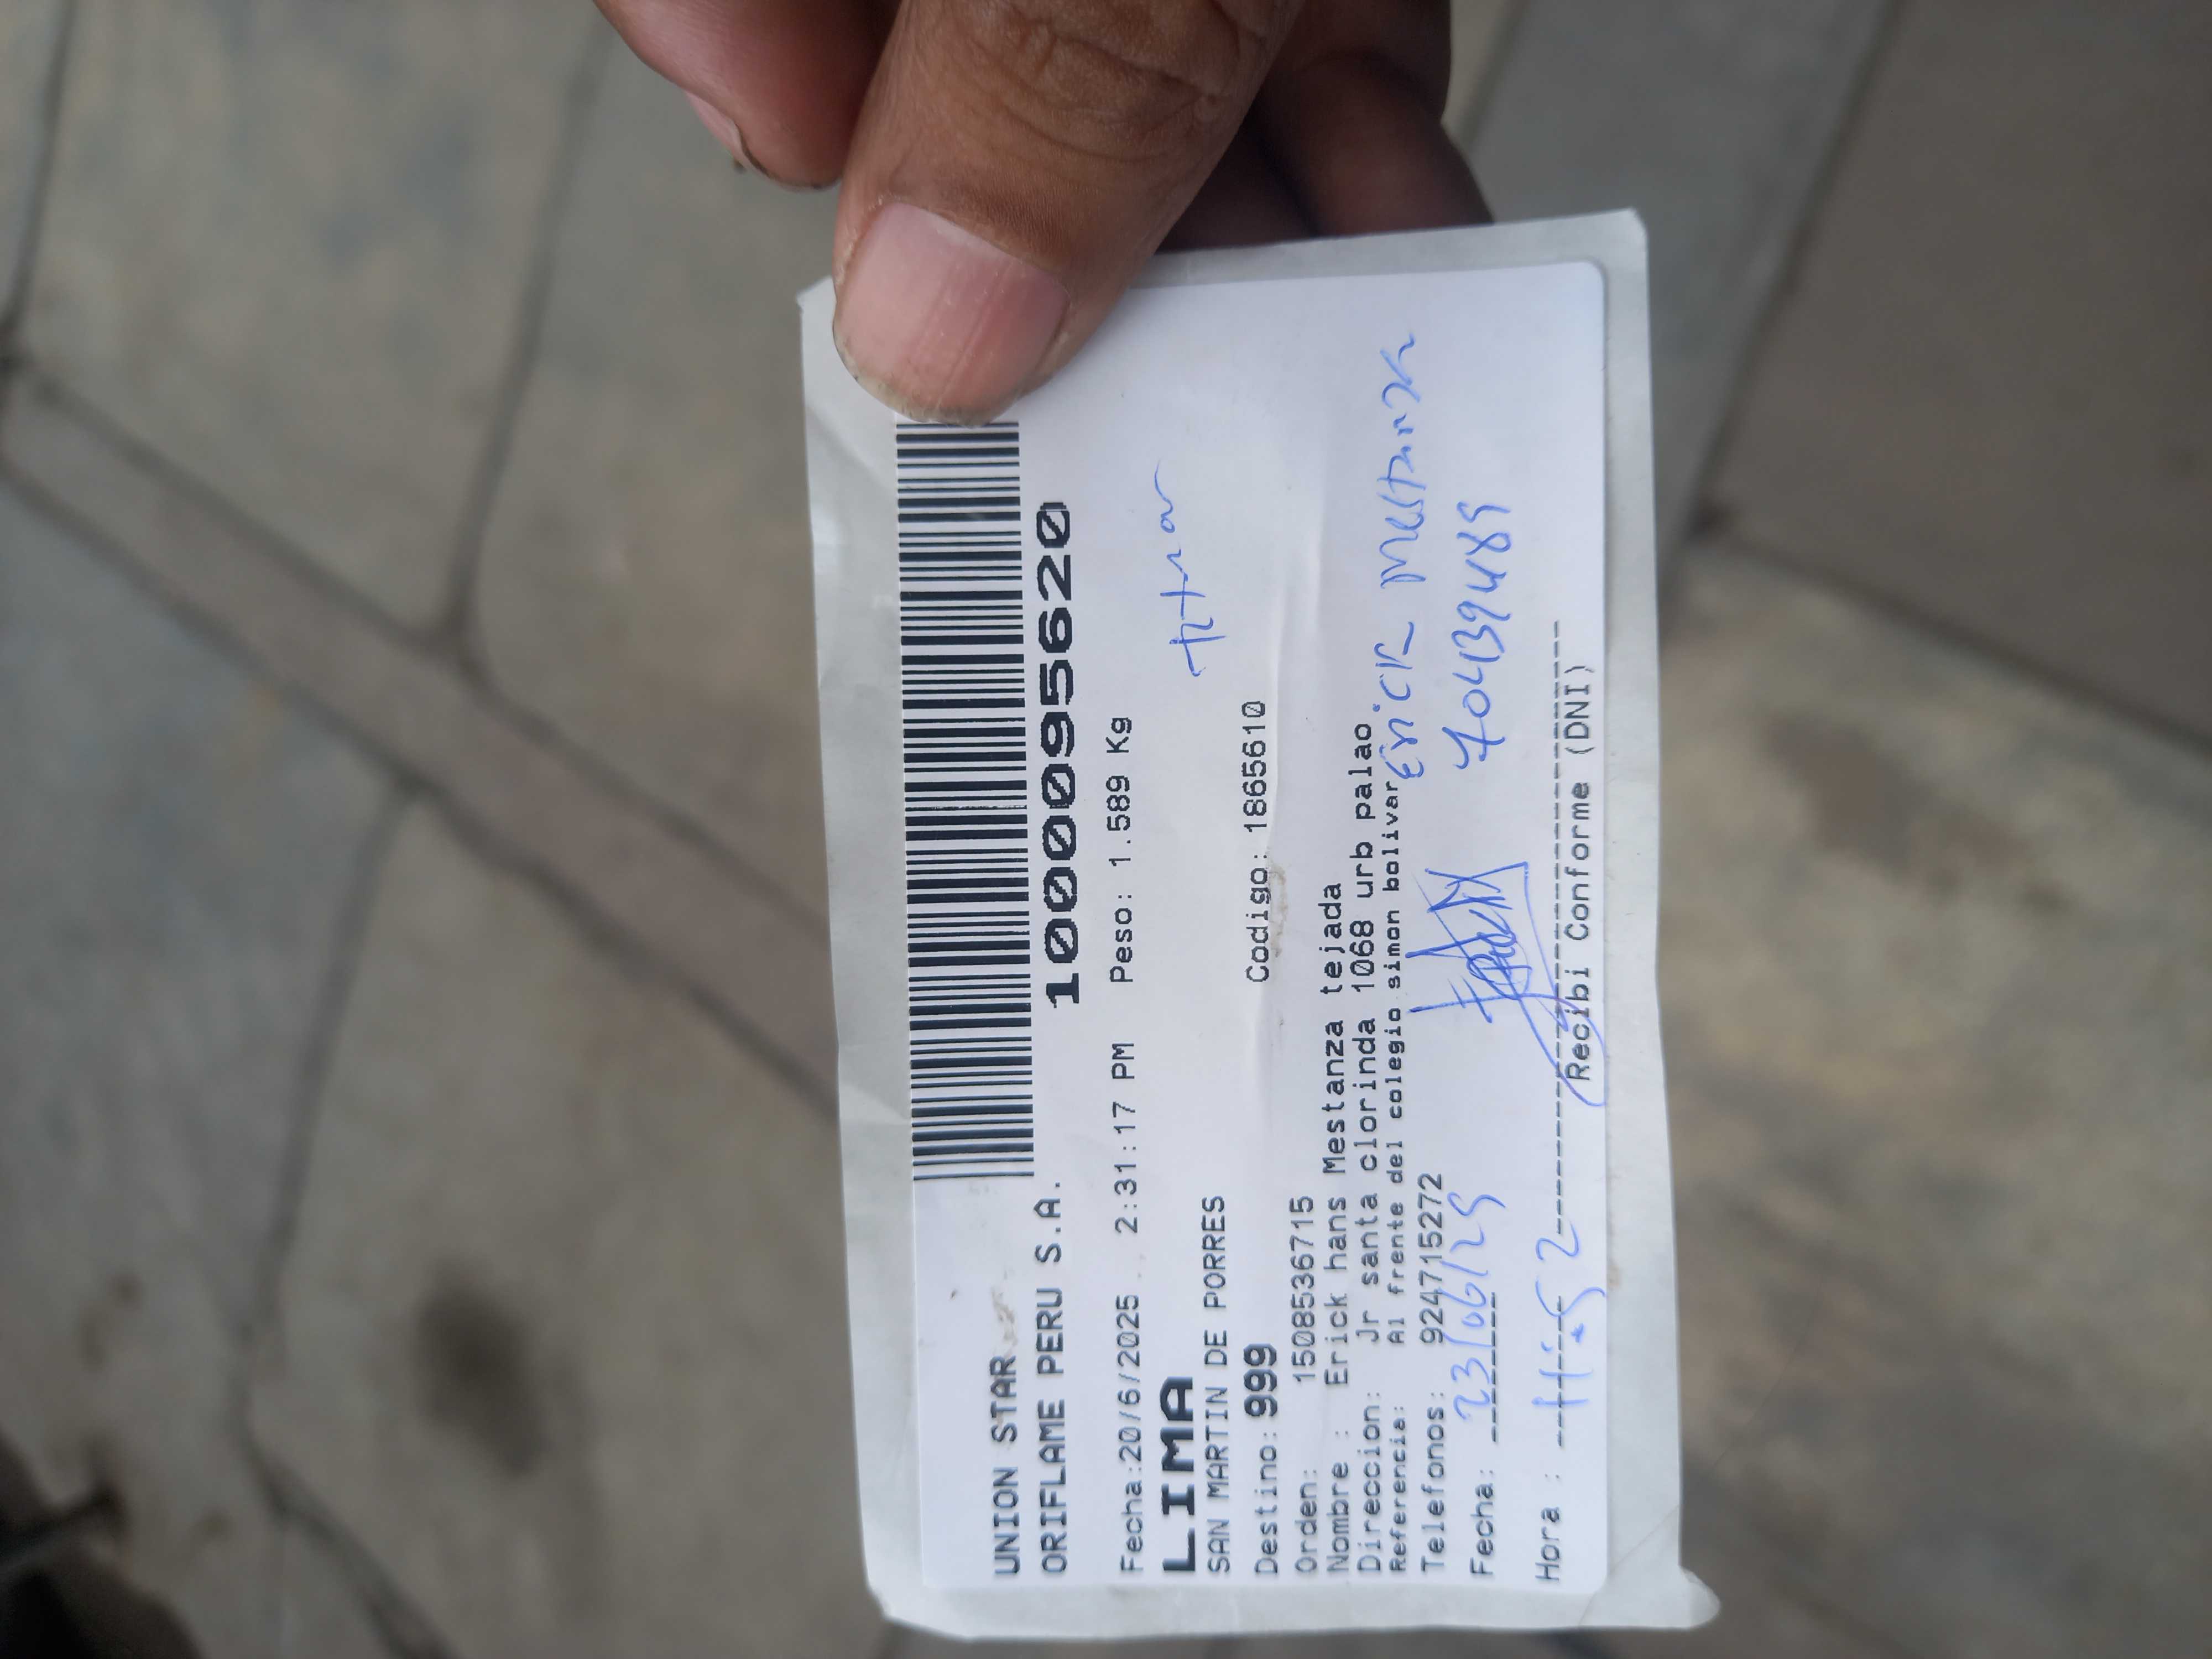 UNION STAR
ORIFLAME PERU S.A.
1000095620
Fecha:20/6/2025 2:31:17 PM Peso: 1.589 Kg
LIMA
SAN MARTIN DE PORRES
Destino: 999 Codigo: 1865610
Orden: 1508536715
Nombre : Erick hans Mestanza tejada
Direccion: Jr santa clorinda 1068 urb palao
Referencia: Al frente del colegio simon bolivar
Erick Mestanza
Telefonos: 924715272
70439489
Fecha: 23/06/25
Hora : 11:52
Recibi Conforme (DNI)